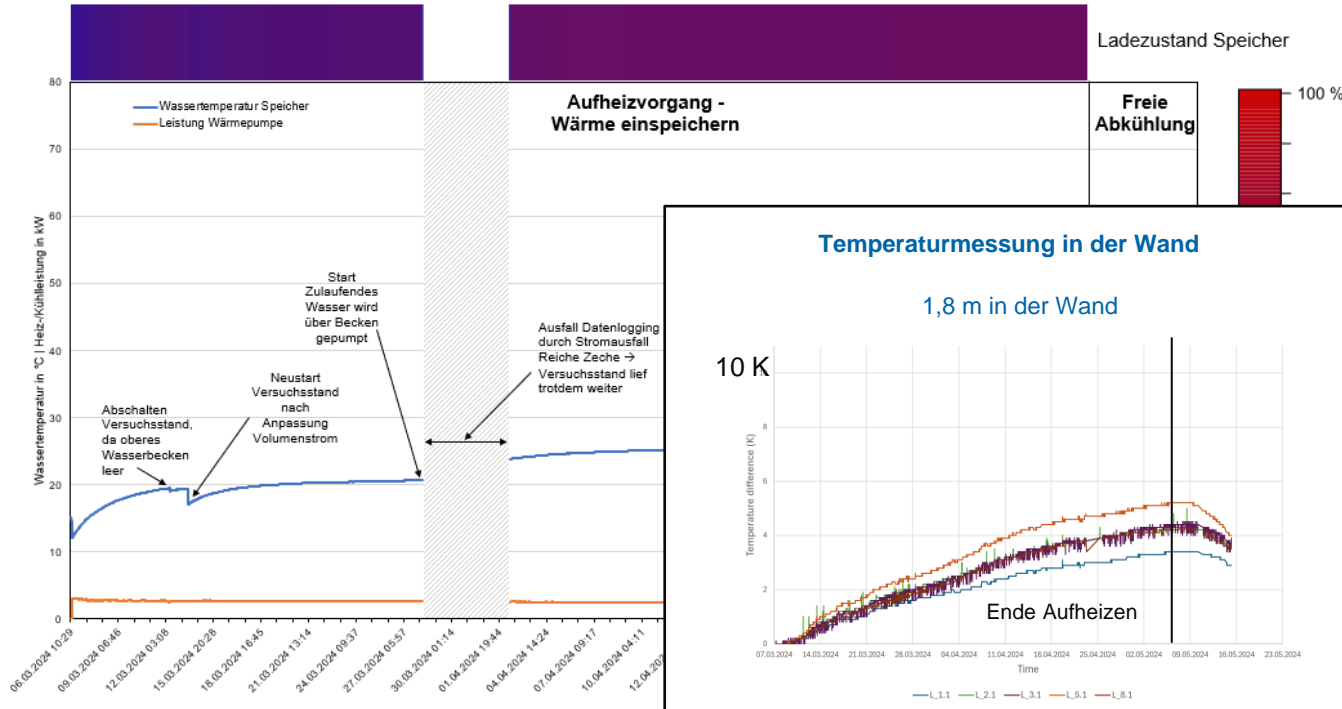 Ladezustand Speicher
80
70
60
50
40
30
20
10
0
Wassertemperatur in °C | Heiz-/Kühlleistung in kW
Wassertemperatur Speicher
Leistung Wärmepumpe
Aufheizvorgang -
Wärme einspeichern
Freie
Abkühlung
100 %
Abschalten
Versuchsstand,
da oberes
Wasserbecken
leer
Neustart
Versuchsstand
nach
Anpassung
Volumenstrom
Start
Zulaufendes
Wasser wird
über Becken
gepumpt
Ausfall Datenlogging
durch Stromausfall
Reiche Zeche →
Versuchsstand lief
trotdem weiter
06.03.2024 10:29
09.03.2024 06:46
12.03.2024 03:08
15.03.2024 20:28
18.03.2024 16:45
21.03.2024 13:14
24.03.2024 09:37
27.03.2024 05:57
30.03.2024 01:14
01.04.2024 19:44
04.04.2024 14:24
07.04.2024 09:17
10.04.2024 04:11
Temperaturmessung in der Wand
1,8 m in der Wand
10 K
8
6
4
2
0
Temperature difference (K)
Ende Aufheizen
07.03.2024
14.03.2024
21.03.2024
28.03.2024
04.04.2024
11.04.2024
18.04.2024
25.04.2024
02.05.2024
09.05.2024
16.05.2024
23.05.2024
Time
L_1.1
L_2.1
L_3.1
L_5.1
L_8.1